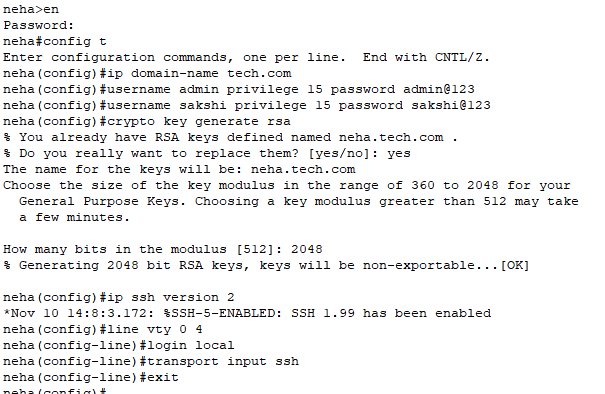 neha>en
Password:
neha#config t
Enter configuration commands, one per line.  End with CNTL/Z.
neha(config)#ip domain-name tech.com
neha(config)#username admin privilege 15 password admin@123
neha(config)#username sakshi privilege 15 password sakshi@123
neha(config)#crypto key generate rsa
% You already have RSA keys defined named neha.tech.com .
% Do you really want to replace them? [yes/no]: yes
The name for the keys will be: neha.tech.com
Choose the size of the key modulus in the range of 360 to 2048 for your
  General Purpose Keys. Choosing a key modulus greater than 512 may take
  a few minutes.

How many bits in the modulus [512]: 2048
% Generating 2048 bit RSA keys, keys will be non-exportable...[OK]

neha(config)#ip ssh version 2
*Nov 10 14:8:3.172: %SSH-5-ENABLED: SSH 1.99 has been enabled
neha(config)#line vty 0 4
neha(config-line)#login local
neha(config-line)#transport input ssh
neha(config-line)#exit
neha(config)#